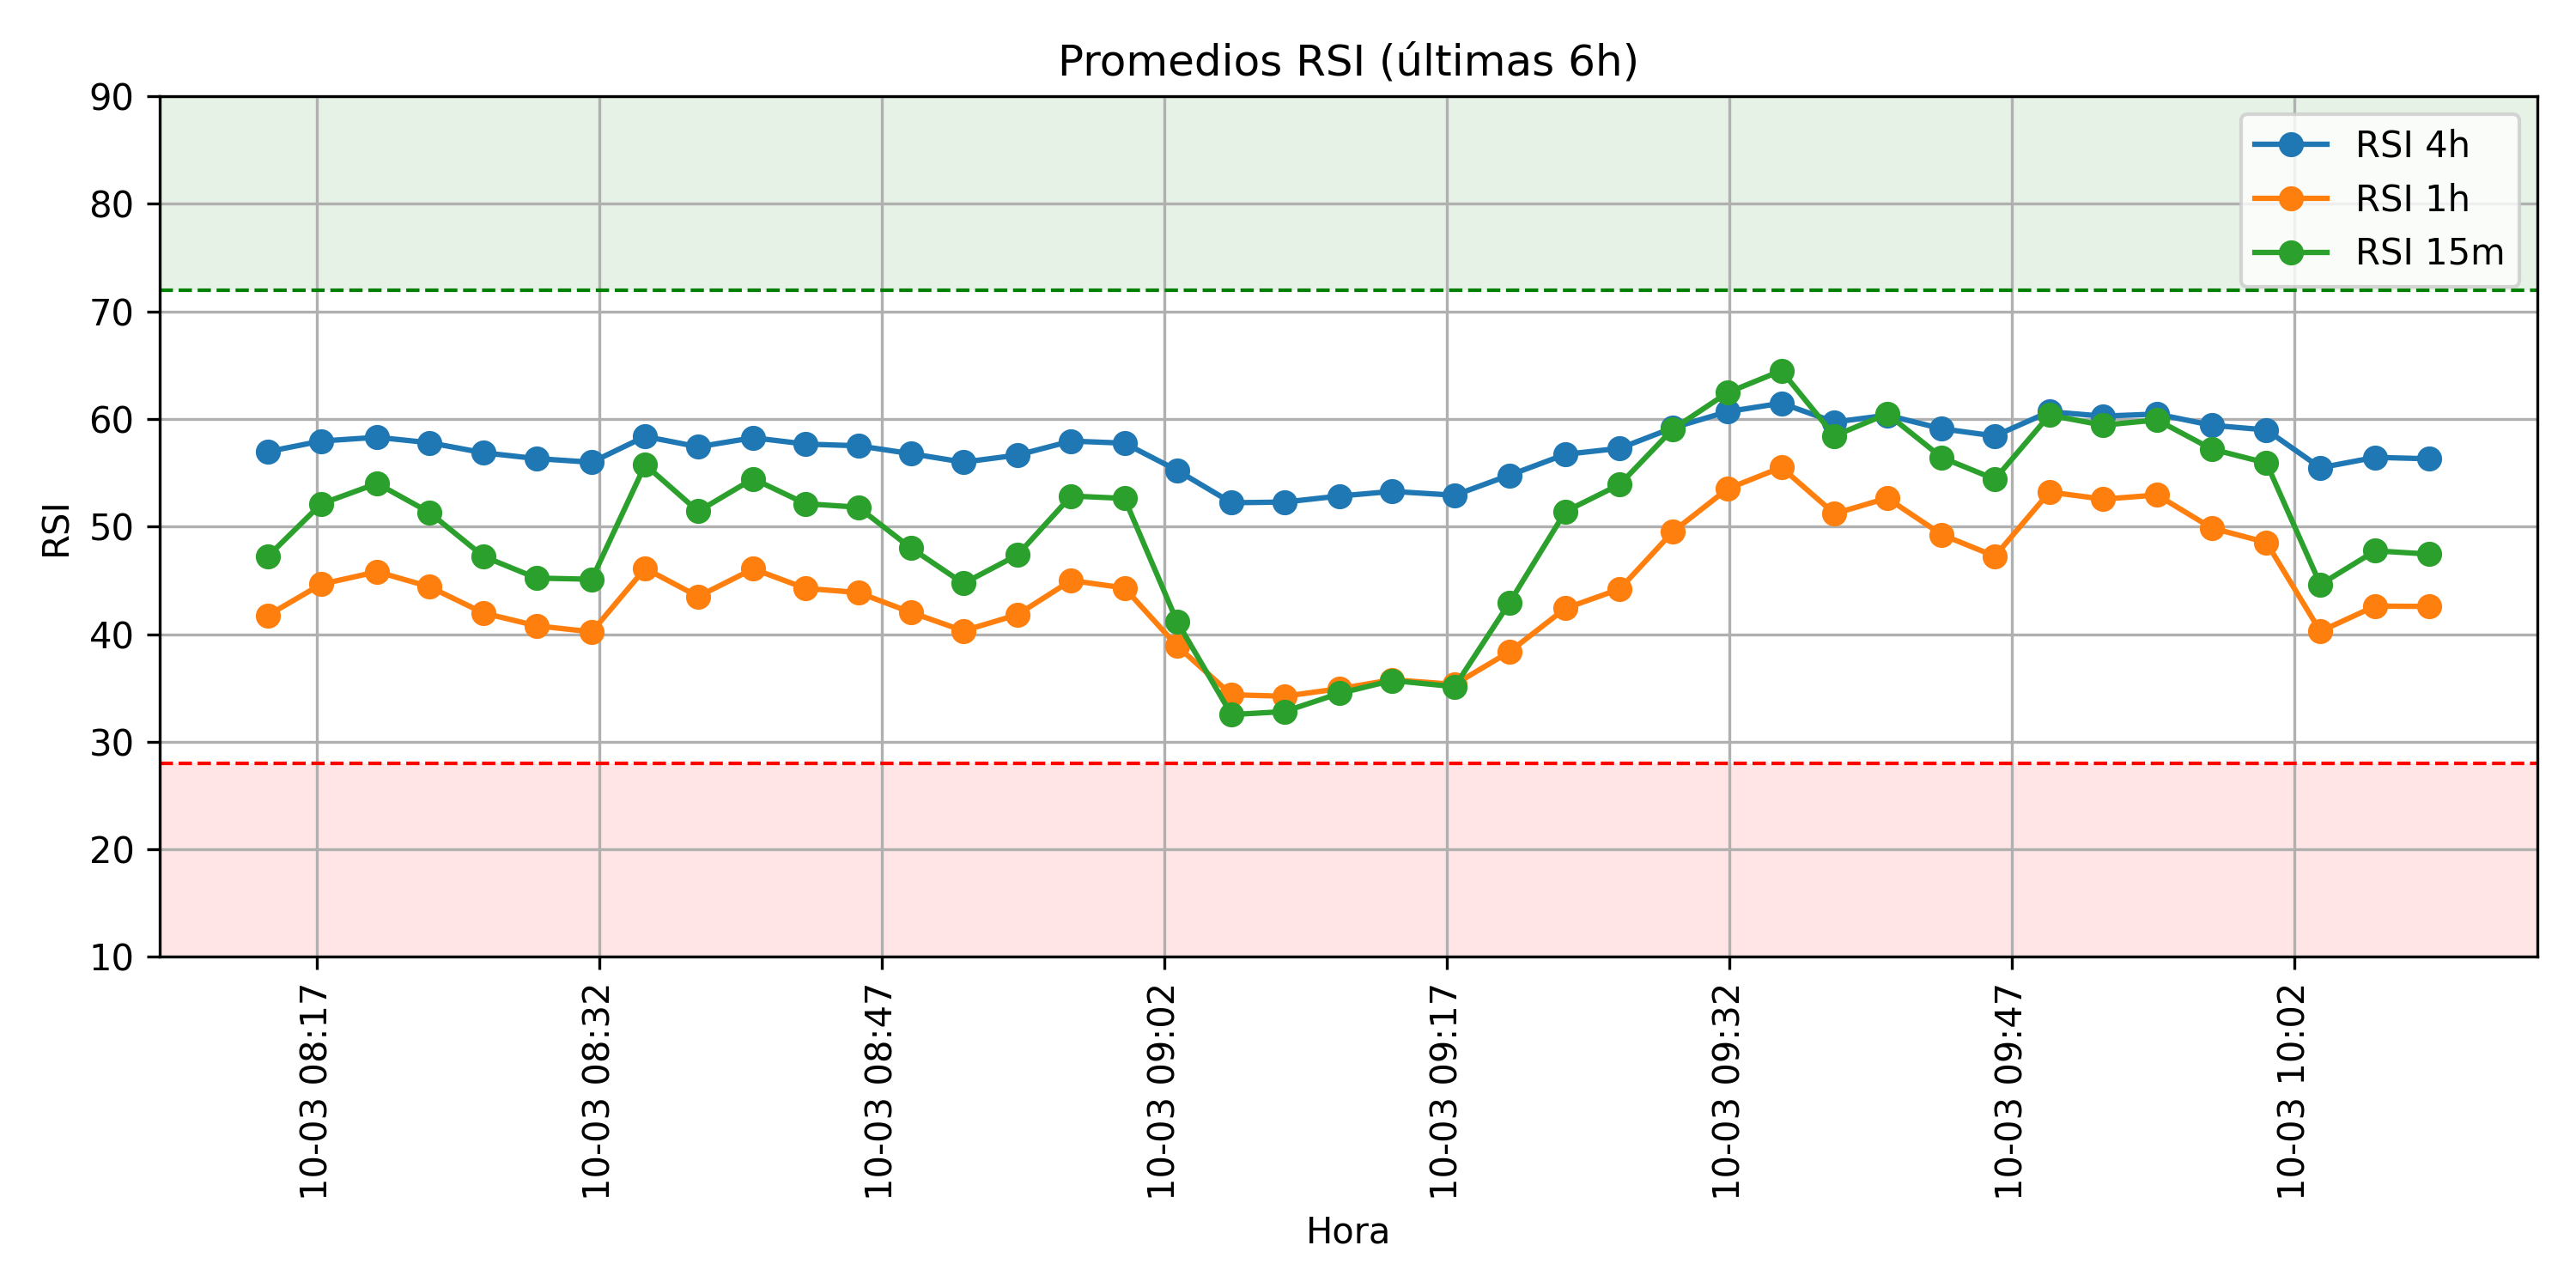 Promedios RSI (últimas 6h)
90
80
70
60
50
40
30
20
10
RSI
RSI 4h
RSI 1h
RSI 15m
10-03 08:17
10-03 08:32
10-03 08:47
10-03 09:02
10-03 09:17
10-03 09:32
10-03 09:47
10-03 10:02
Hora